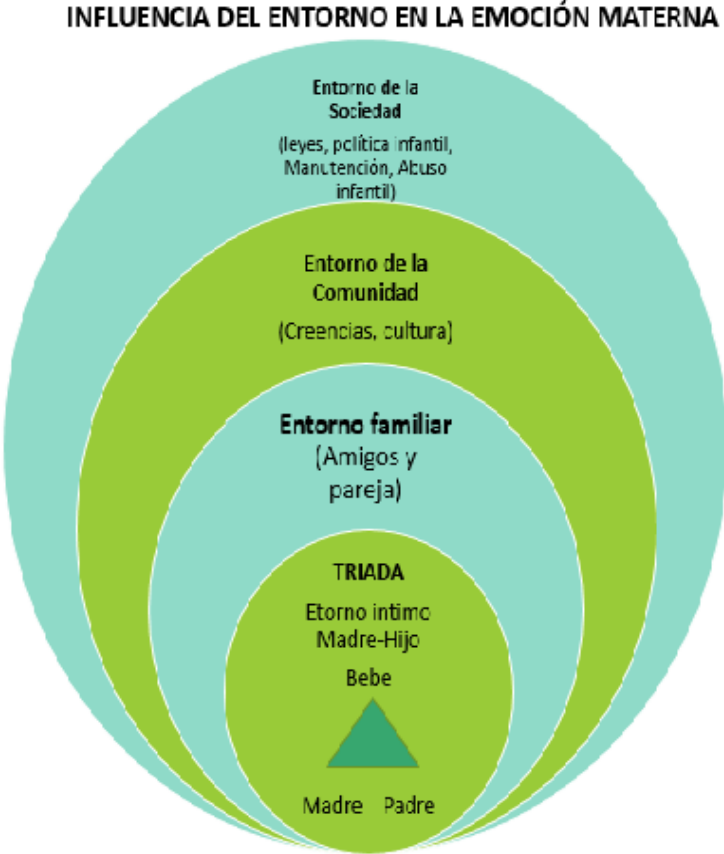 INFLUENCIA DEL ENTORNO EN LA EMOCIÓN MATERNA
Entorno de la
Sociedad
(leyes, política infantil,
Manutención, Abuso
infantil)
Entorno de la
Comunidad
(Creencias, cultura)
Entorno familiar
(Amigos y
pareja)
TRIADA
Etorno intimo
Madre-Hijo
Bebe
Madre Padre